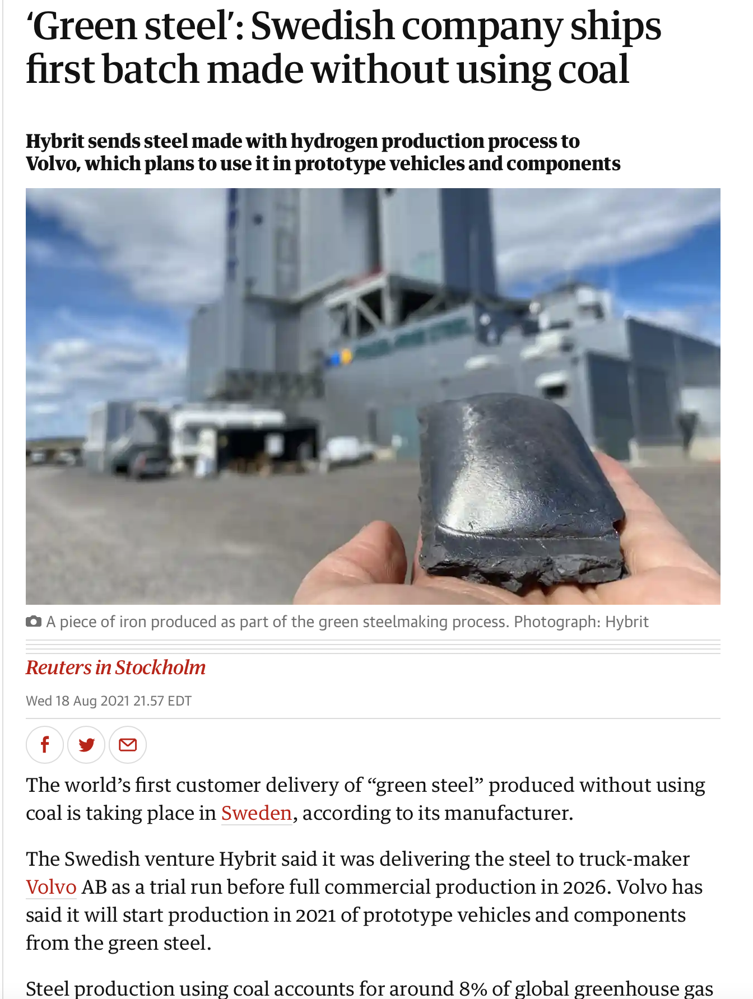 ‘Green steel’: Swedish company ships
first batch made without using coal
Hybrit sends steel made with hydrogen production process to
Volvo, which plans to use it in prototype vehicles and components
A piece of iron produced as part of the green steelmaking process. Photograph: Hybrit
Reuters in Stockholm
Wed 18 Aug 2021 21.57 EDT
The world’s first customer delivery of “green steel” produced without using
coal is taking place in Sweden, according to its manufacturer.
The Swedish venture Hybrit said it was delivering the steel to truck-maker
Volvo AB as a trial run before full commercial production in 2026. Volvo has
said it will start production in 2021 of prototype vehicles and components
from the green steel.
Steel production using coal accounts for around 8% of global greenhouse gas